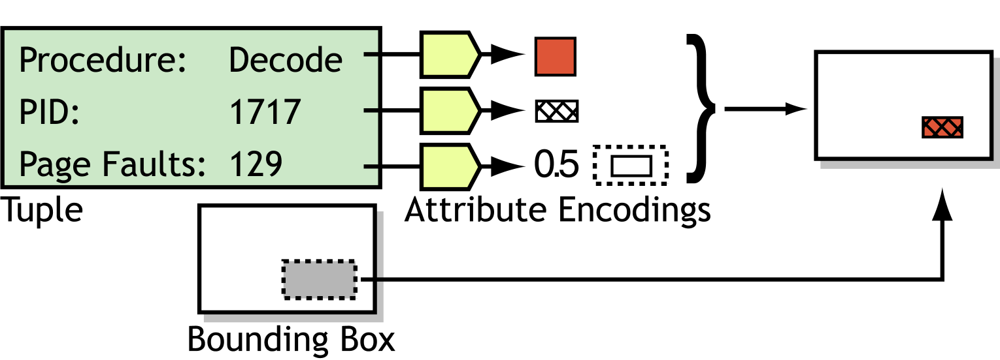 Procedure: Decode
PID: 1717
Page Faults: 129
0.5
Tuple
Attribute Encodings
Bounding Box